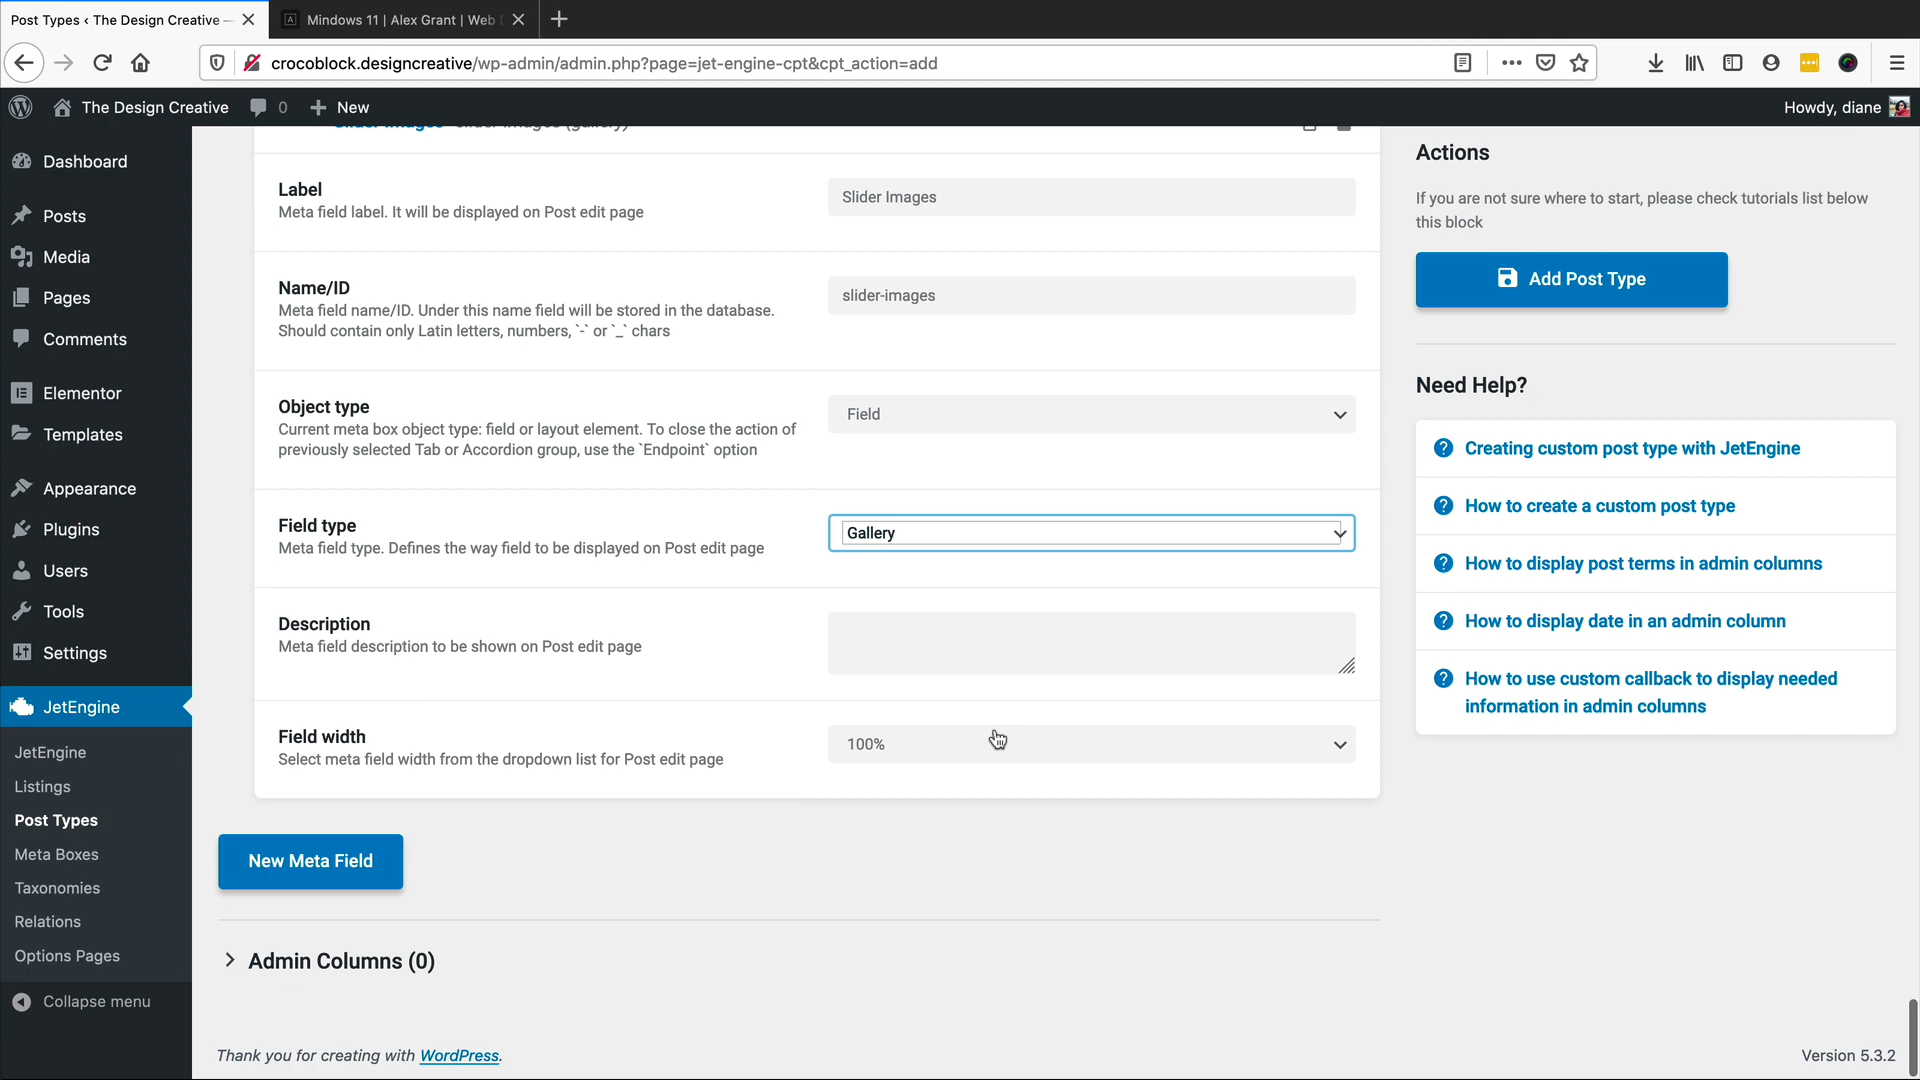 Post Types ‹ The Design Creative —
Mindows 11 | Alex Grant | Web
crocoblock.designcreative/wp-admin/admin.php?page=jet-engine-cpt&cpt_action=add
The Design Creative
0
New
Howdy, diane
Dashboard
Posts
Media
Pages
Comments
Elementor
Templates
Appearance
Plugins
Users
Tools
Settings
JetEngine
JetEngine
Listings
Post Types
Meta Boxes
Taxonomies
Relations
Options Pages
Collapse menu
Label
Meta field label. It will be displayed on Post edit page
Slider Images
Name/ID
Meta field name/ID. Under this name field will be stored in the database.
Should contain only Latin letters, numbers, `-` or `_` chars
slider-images
Object type
Current meta box object type: field or layout element. To close the action of
previously selected Tab or Accordion group, use the `Endpoint` option
Field
Field type
Meta field type. Defines the way field to be displayed on Post edit page
Gallery
Description
Meta field description to be shown on Post edit page
Field width
Select meta field width from the dropdown list for Post edit page
100%
New Meta Field
Admin Columns (0)
Thank you for creating with WordPress.
Version 5.3.2
Actions
If you are not sure where to start, please check tutorials list below
this block
Add Post Type
Need Help?
Creating custom post type with JetEngine
How to create a custom post type
How to display post terms in admin columns
How to display date in an admin column
How to use custom callback to display needed
information in admin columns